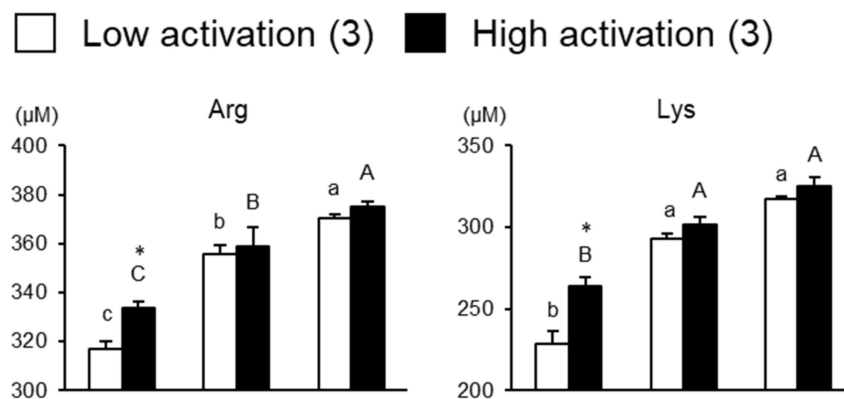 Low activation (3) High activation (3)
(µM) Arg
400
380
360
340
320
300
c
*
C
b
B
a
A
(µM) Lys
350
300
250
200
b
*
B
a
A
a
A